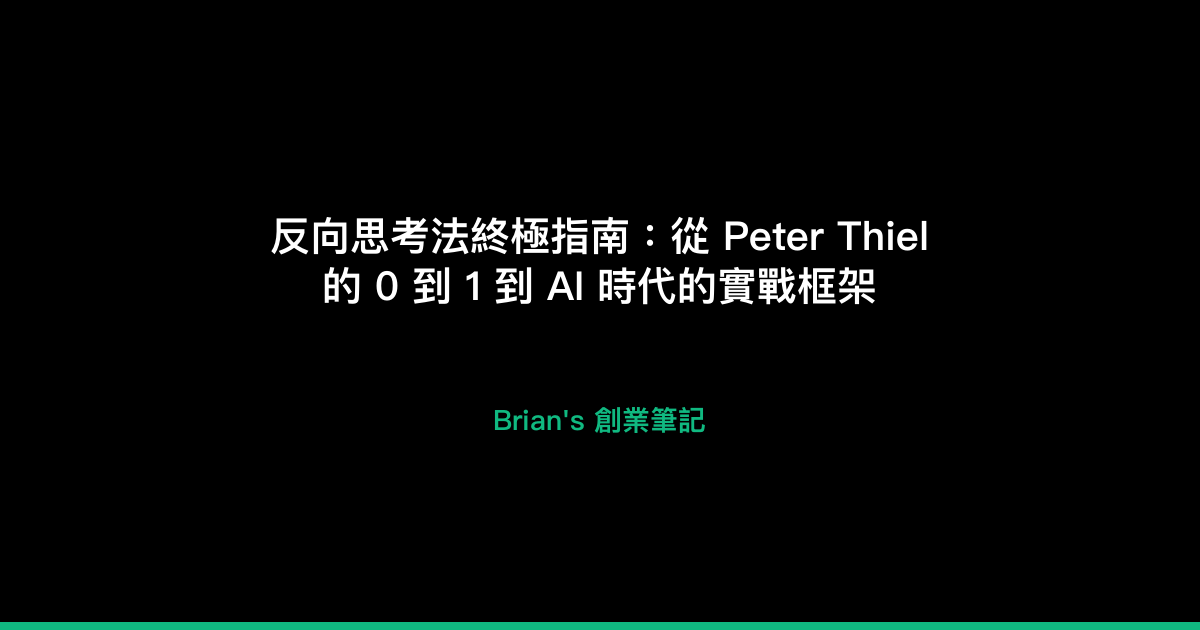 反向思考法終極指南：從 Peter Thiel
的 0 到 1 到 AI 時代的實戰框架
Brian's 創業筆記